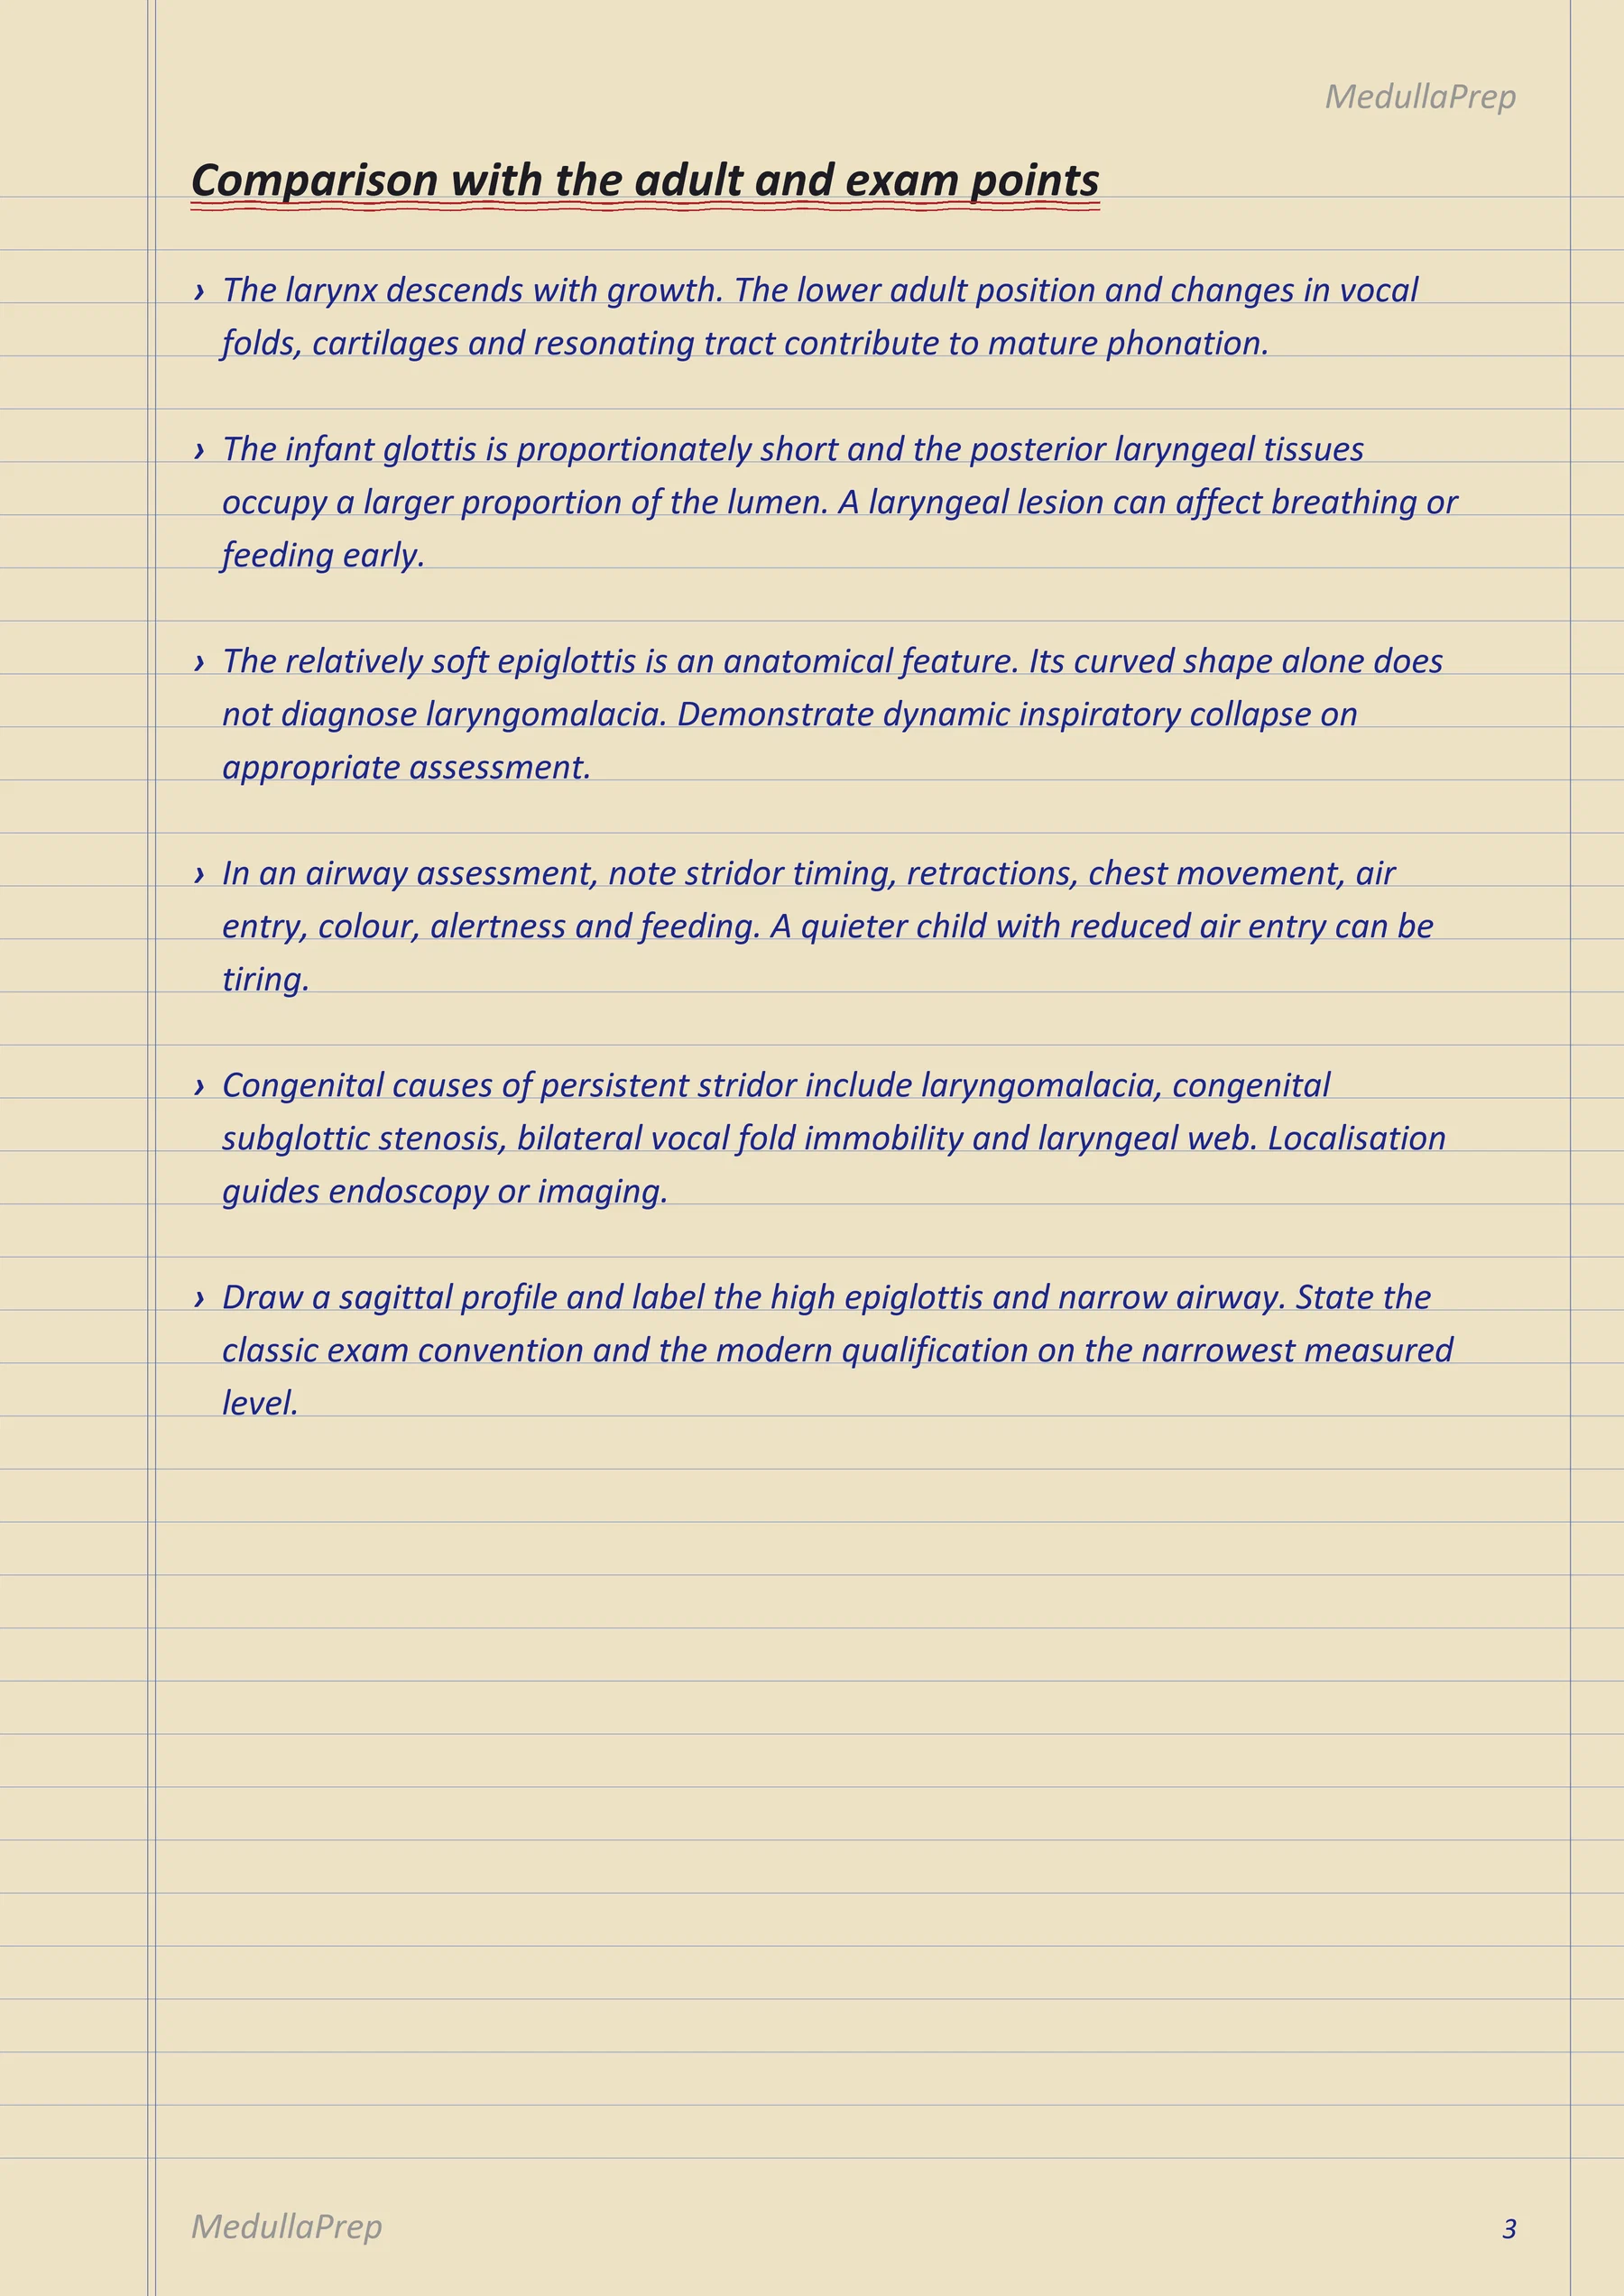 MedullaPrep
Comparison with the adult and exam points
› The larynx descends with growth. The lower adult position and changes in vocal
folds, cartilages and resonating tract contribute to mature phonation.
› The infant glottis is proportionately short and the posterior laryngeal tissues
occupy a larger proportion of the lumen. A laryngeal lesion can affect breathing or
feeding early.
› The relatively soft epiglottis is an anatomical feature. Its curved shape alone does
not diagnose laryngomalacia. Demonstrate dynamic inspiratory collapse on
appropriate assessment.
› In an airway assessment, note stridor timing, retractions, chest movement, air
entry, colour, alertness and feeding. A quieter child with reduced air entry can be
tiring.
› Congenital causes of persistent stridor include laryngomalacia, congenital
subglottic stenosis, bilateral vocal fold immobility and laryngeal web. Localisation
guides endoscopy or imaging.
› Draw a sagittal profile and label the high epiglottis and narrow airway. State the
classic exam convention and the modern qualification on the narrowest measured
level.
MedullaPrep
3